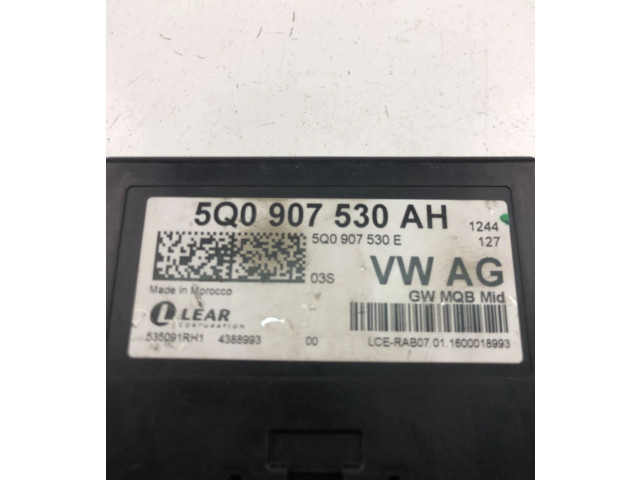 5Q0 907 530 AH 1244
5Q0 907 530 E 127
03S VW AG
Made in Morocco GW MQB Mid
LEAR
CORPORATION
535091RH1 4388993 00 LCE-RAB07.01.1600018993